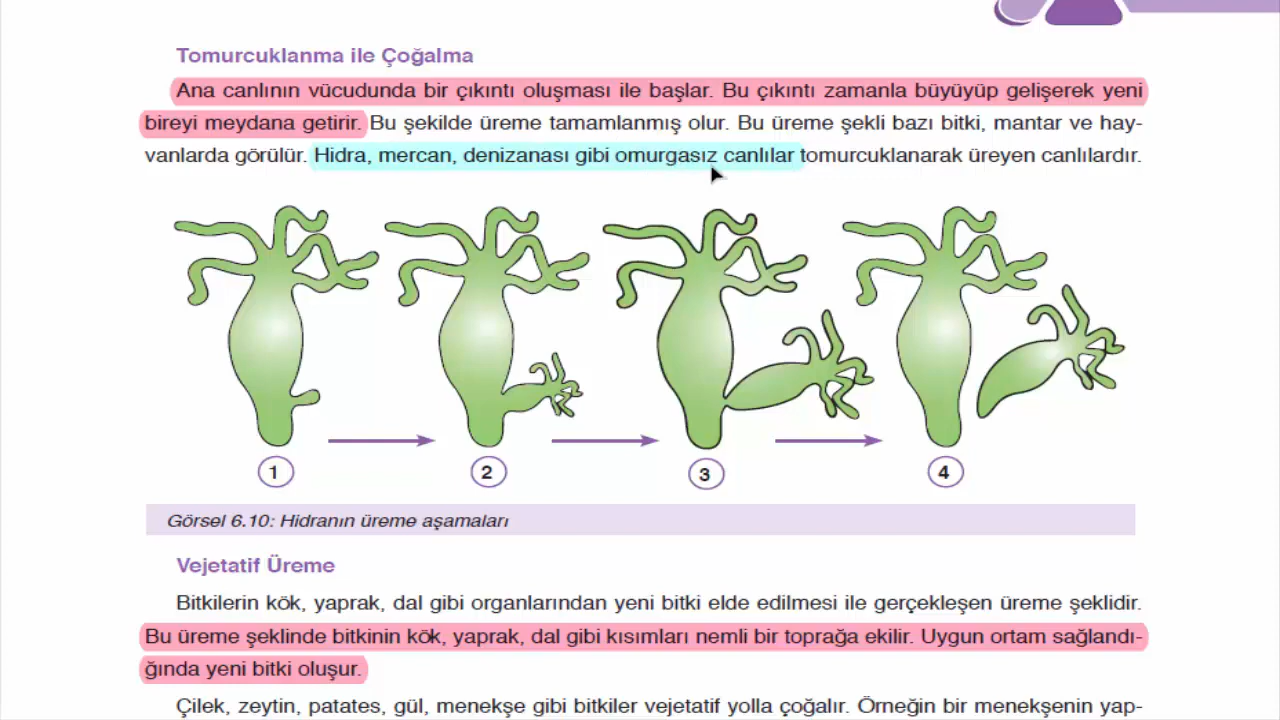 Tomurcuklanma ile Çoğalma
Ana canlının vücudunda bir çıkıntı oluşması ile başlar. Bu çıkıntı zamanla büyüyüp gelişerek yeni
bireyi meydana getirir. Bu şekilde üreme tamamlanmış olur. Bu üreme şekli bazı bitki, mantar ve hay-
vanlarda görülür. Hidra, mercan, denizanası gibi omurgasız canlılar tomurcuklanarak üreyen canlılardır.
1 2 3 4
Görsel 6.10: Hidranın üreme aşamaları
Vejetatif Üreme
Bitkilerin kök, yaprak, dal gibi organlarından yeni bitki elde edilmesi ile gerçekleşen üreme şeklidir.
Bu üreme şeklinde bitkinin kök, yaprak, dal gibi kısımları nemli bir toprağa ekilir. Uygun ortam sağlandı-
ğında yeni bitki oluşur.
Çilek, zeytin, patates, gül, menekşe gibi bitkiler vejetatif yolla çoğalır. Örneğin bir menekşenin yap-